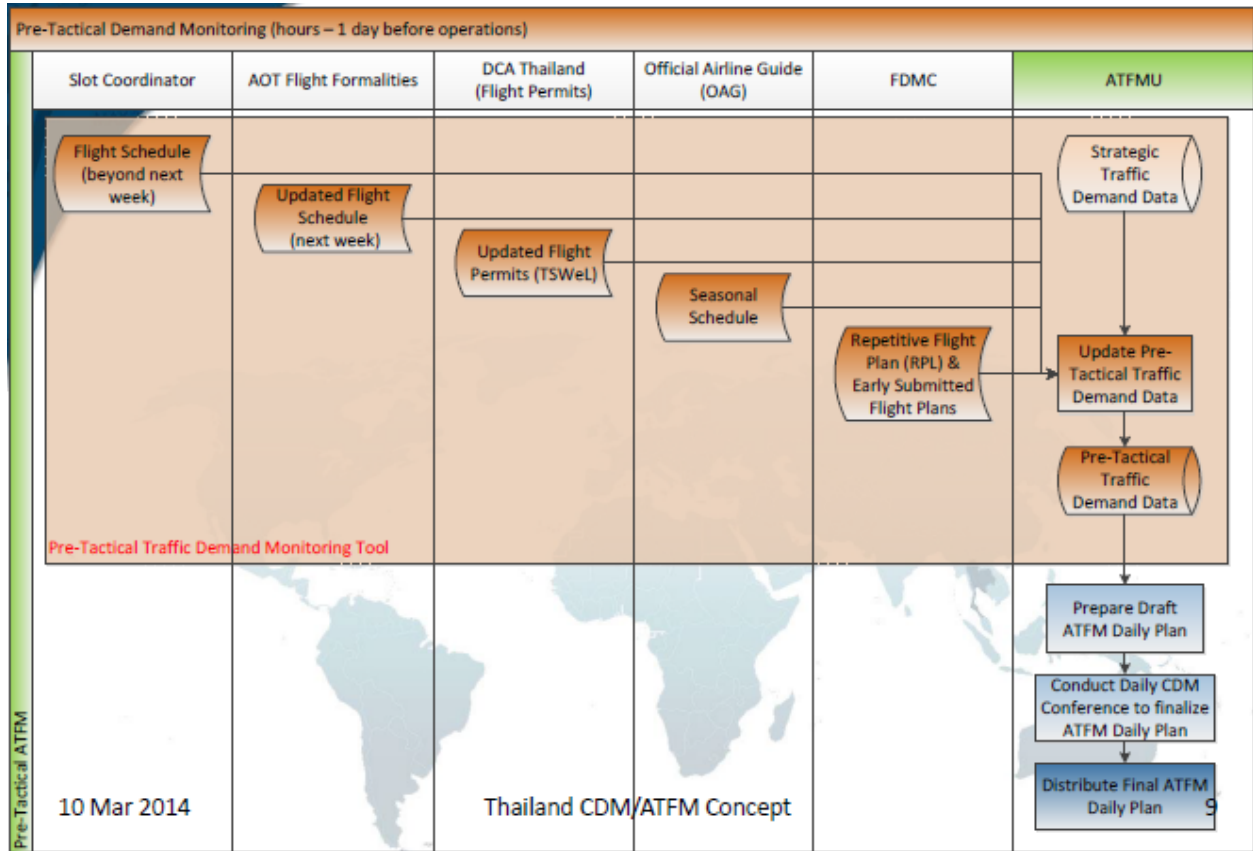 Pre-Tactical Demand Monitoring (hours – 1 day before operations)
Slot Coordinator
AOT Flight Formalities
DCA Thailand
(Flight Permits)
Official Airline Guide
(OAG)
FDMC
ATFMU
Flight Schedule
(beyond next
week)
Updated Flight
Schedule
(next week)
Updated Flight
Permits (TSWeL)
Seasonal
Schedule
Repetitive Flight
Plan (RPL) &
Early Submitted
Flight Plans
Strategic
Traffic
Demand Data
Update Pre-
Tactical Traffic
Demand Data
Pre-Tactical
Traffic
Demand Data
Pre-Tactical Traffic Demand Monitoring Tool
Prepare Draft
ATFM Daily Plan
Conduct Daily CDM
Conference to finalize
ATFM Daily Plan
Distribute Final ATFM
Daily Plan
Pre-Tactical ATFM
10 Mar 2014
Thailand CDM/ATFM Concept
9